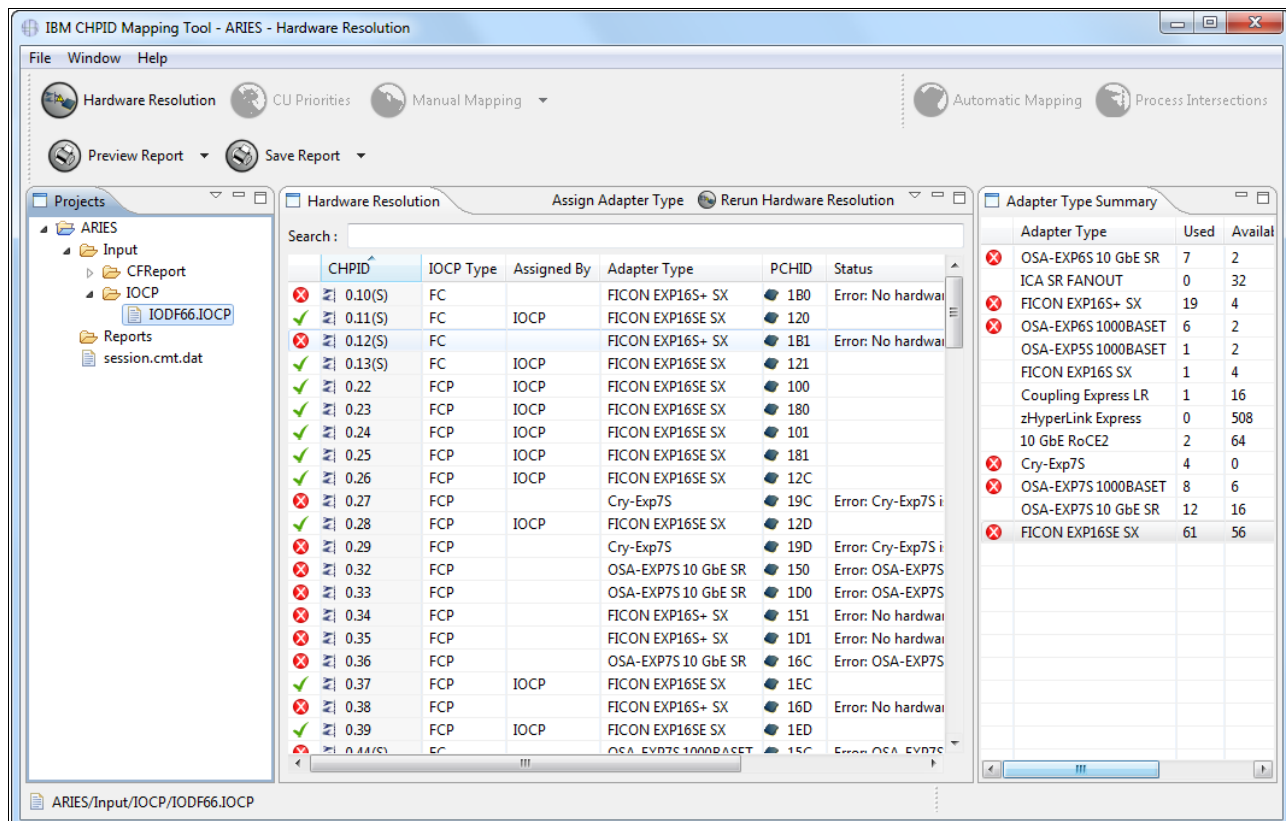 IBM CHPID Mapping Tool - ARIES - Hardware Resolution
File Window Help
Hardware Resolution CU Priorities Manual Mapping Automatic Mapping Process Intersections
Preview Report Save Report
Projects
ARIES
Input
CFReport
IOCP
IODF66.IOCP
Reports
session.cmt.dat
Hardware Resolution Assign Adapter Type Rerun Hardware Resolution
Search :
CHPID IOCP Type Assigned By Adapter Type PCHID Status
0.10(S) FC FICON EXP16S+ SX 1B0 Error: No hardwar
0.11(S) FC IOCP FICON EXP16SE SX 120
0.12(S) FC FICON EXP16S+ SX 1B1 Error: No hardwar
0.13(S) FC IOCP FICON EXP16SE SX 121
0.22 FCP IOCP FICON EXP16SE SX 100
0.23 FCP IOCP FICON EXP16SE SX 180
0.24 FCP IOCP FICON EXP16SE SX 101
0.25 FCP IOCP FICON EXP16SE SX 181
0.26 FCP IOCP FICON EXP16SE SX 12C
0.27 FCP Cry-Exp7S 19C Error: Cry-Exp7S i
0.28 FCP IOCP FICON EXP16SE SX 12D
0.29 FCP Cry-Exp7S 19D Error: Cry-Exp7S i
0.32 FCP OSA-EXP7S 10 GbE SR 150 Error: OSA-EXP7S
0.33 FCP OSA-EXP7S 10 GbE SR 1D0 Error: OSA-EXP7S
0.34 FCP FICON EXP16S+ SX 151 Error: No hardwar
0.35 FCP FICON EXP16S+ SX 1D1 Error: No hardwar
0.36 FCP OSA-EXP7S 10 GbE SR 16C Error: OSA-EXP7S
0.37 FCP IOCP FICON EXP16SE SX 1EC
0.38 FCP FICON EXP16S+ SX 16D Error: No hardwar
0.39 FCP IOCP FICON EXP16SE SX 1ED
0.44(S) FC OSA-EXP7S 1000BASET 15C Error: OSA-EXP7S
Adapter Type Summary
Adapter Type Used Availab
OSA-EXP6S 10 GbE SR 7 2
ICA SR FANOUT 0 32
FICON EXP16S+ SX 19 4
OSA-EXP6S 1000BASET 6 2
OSA-EXP5S 1000BASET 1 2
FICON EXP16S SX 1 4
Coupling Express LR 1 16
zHyperLink Express 0 508
10 GbE RoCE2 2 64
Cry-Exp7S 4 0
OSA-EXP7S 1000BASET 8 6
OSA-EXP7S 10 GbE SR 12 16
FICON EXP16SE SX 61 56
ARIES/Input/IOCP/IODF66.IOCP